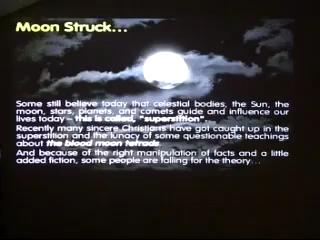 Moon Struck...
Some still believe today that celestial bodies, the Sun, the
moon, stars, planets, and comets guide and influence our
lives today – this is called, "superstition"...
Recently many sincere Christians have got caught up in the
superstition and the lunacy of some questionable teachings
about the blood moon tetrads.
And because of the right manipulation of facts and a little
added fiction, some people are falling for the theory...